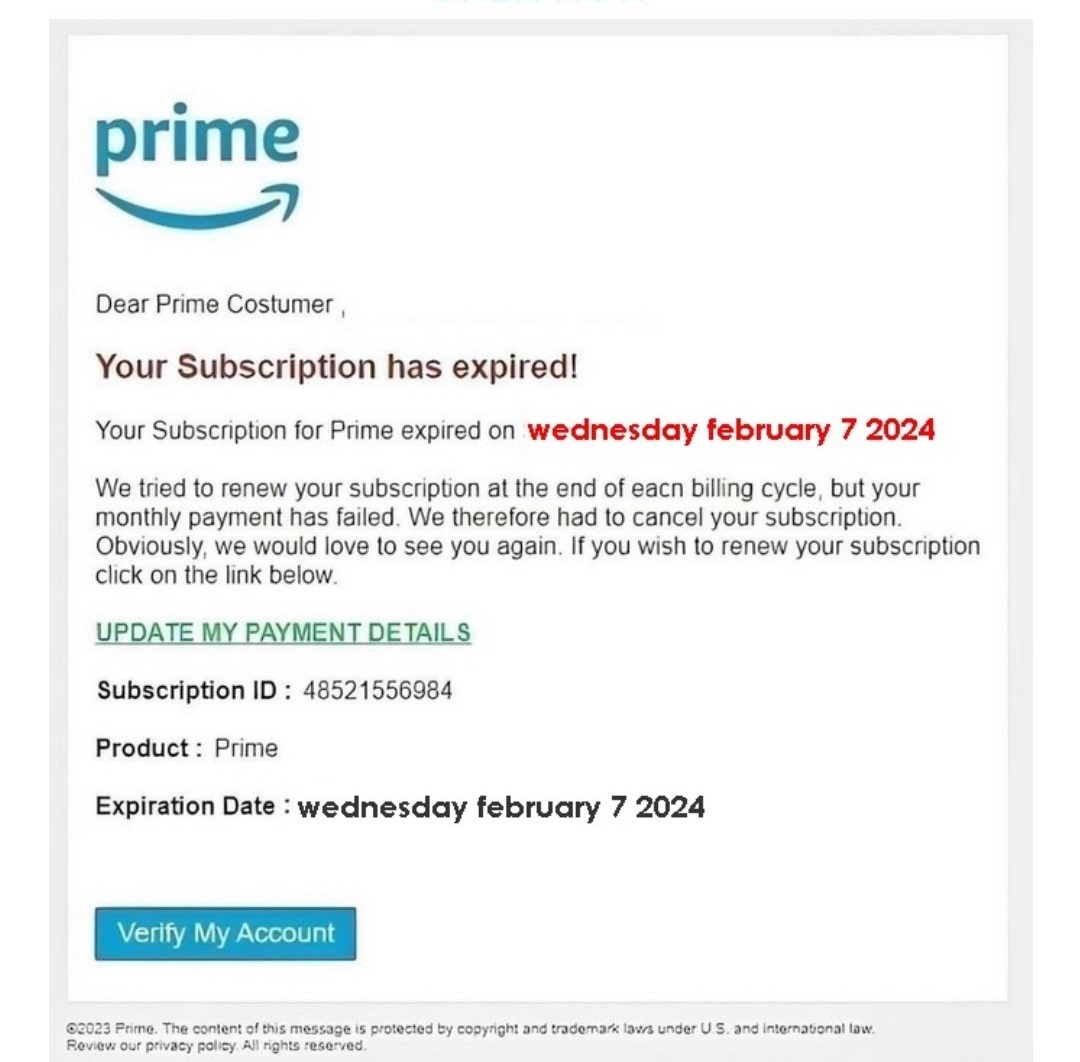 prime
Dear Prime Costumer ,
Your Subscription has expired!
Your Subscription for Prime expired on wednesday february 7 2024
We tried to renew your subscription at the end of eacn billing cycle, but your
monthly payment has failed. We therefore had to cancel your subscription.
Obviously, we would love to see you again. If you wish to renew your subscription
click on the link below.
UPDATE MY PAYMENT DETAILS
Subscription ID : 48521556984
Product : Prime
Expiration Date : wednesday february 7 2024
Verify My Account
©2023 Prime. The content of this message is protected by copyright and trademark laws under U.S. and international law.
Review our privacy policy. All rights reserved.